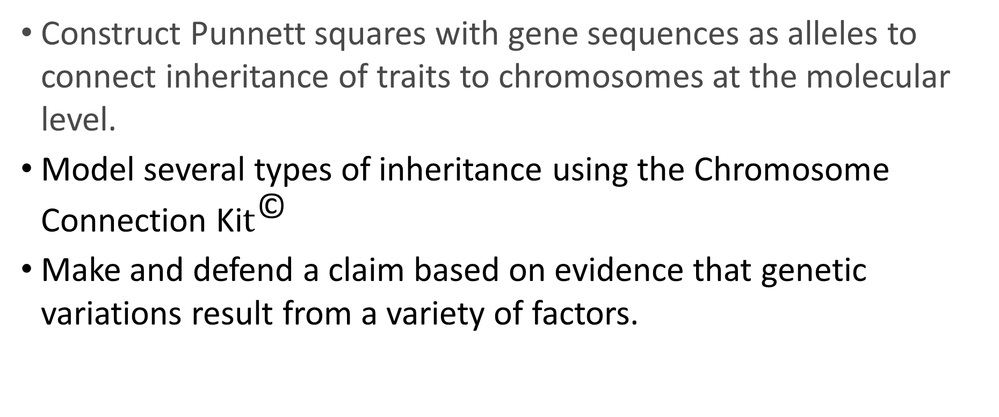 • Construct Punnett squares with gene sequences as alleles to
connect inheritance of traits to chromosomes at the molecular
level.
• Model several types of inheritance using the Chromosome
Connection Kit©
• Make and defend a claim based on evidence that genetic
variations result from a variety of factors.